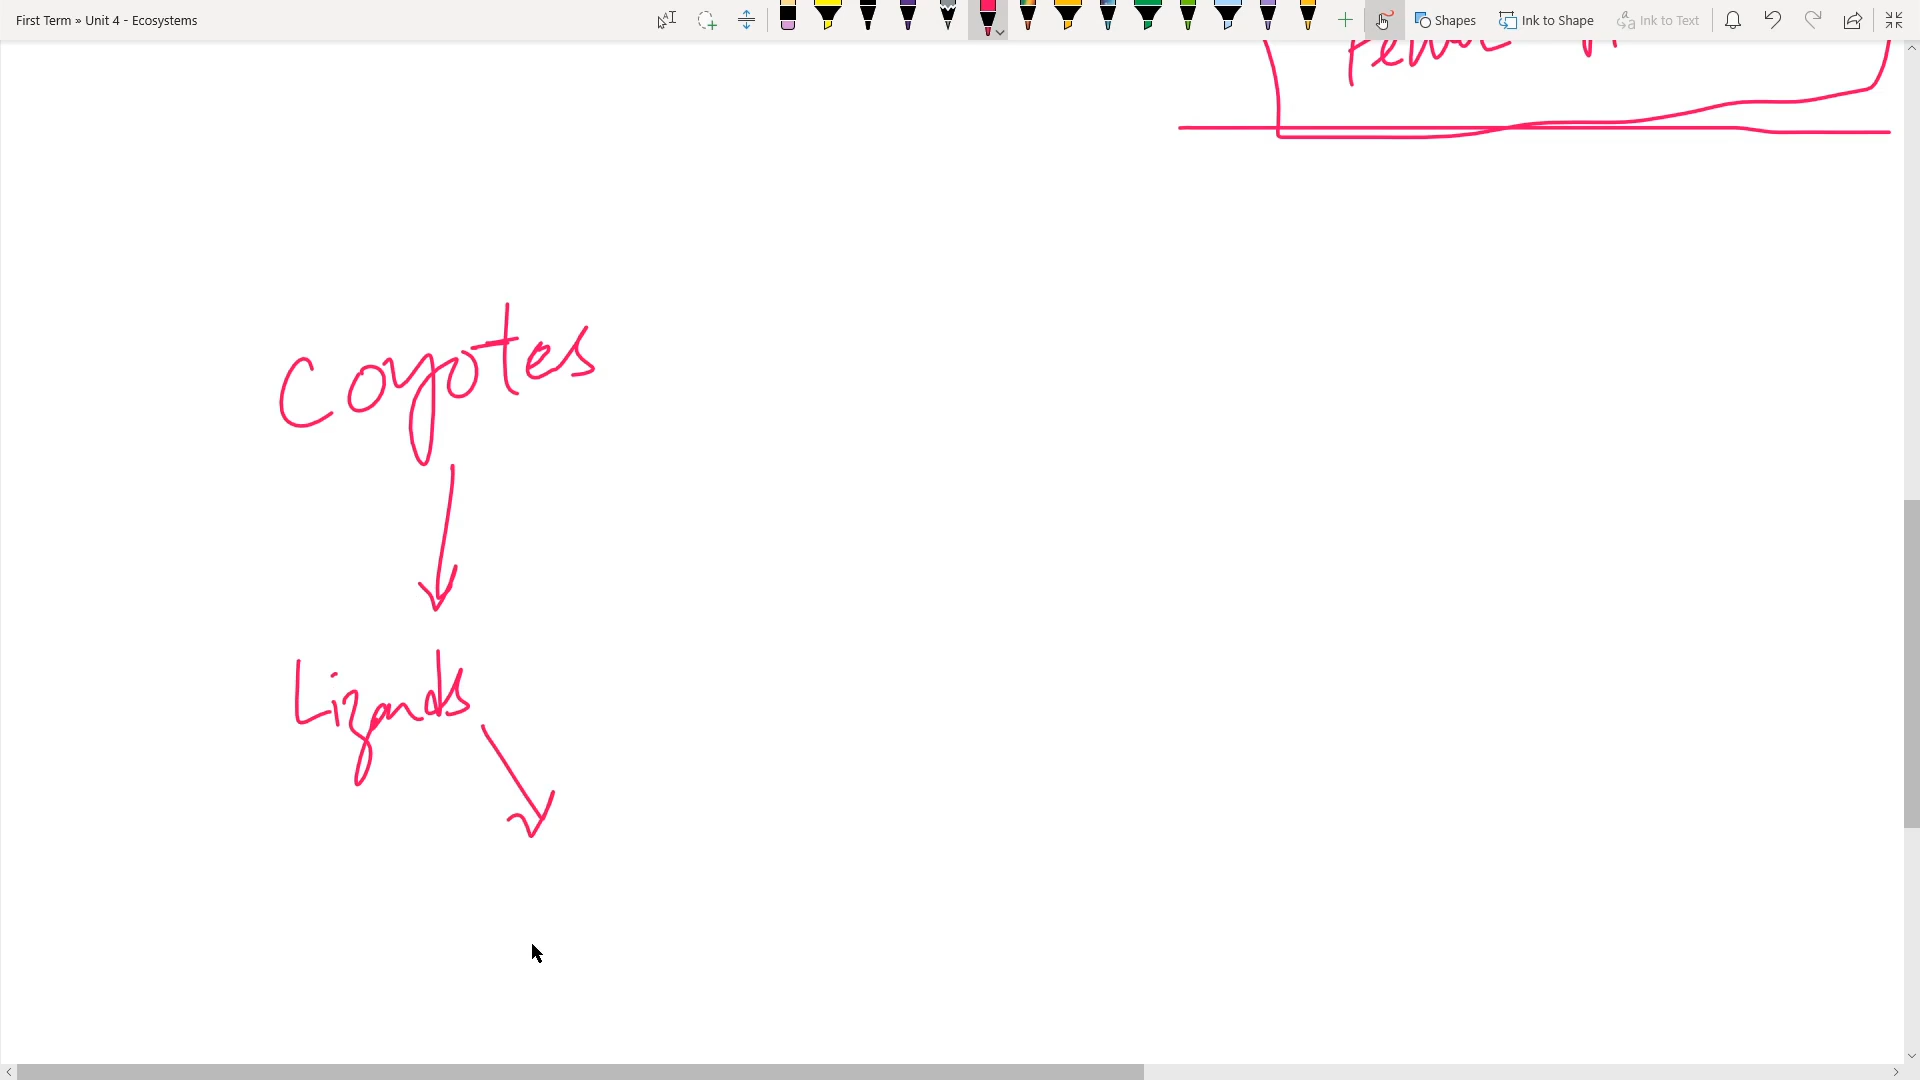 First Term » Unit 4 - Ecosystems
Shapes
Ink to Shape
Ink to Text
Coyotes
Lizards